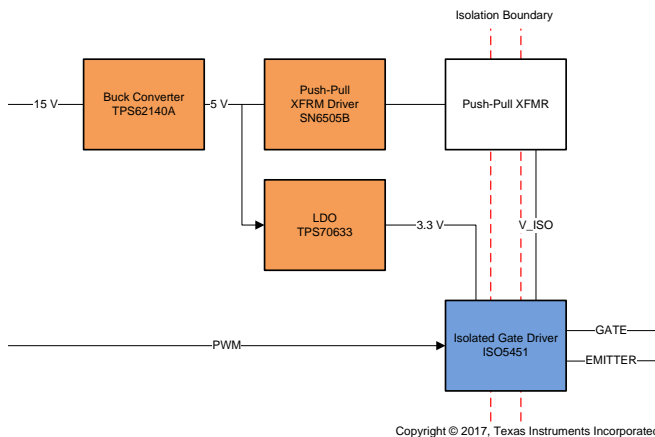 Isolation Boundary
15 V
Buck Converter
TPS62140A
5 V
Push-Pull
XFRM Driver
SN6505B
Push-Pull XFMR
LDO
TPS70633
3.3 V
V_ISO
PWM
Isolated Gate Driver
ISO5451
GATE
EMITTER
Copyright © 2017, Texas Instruments Incorporated